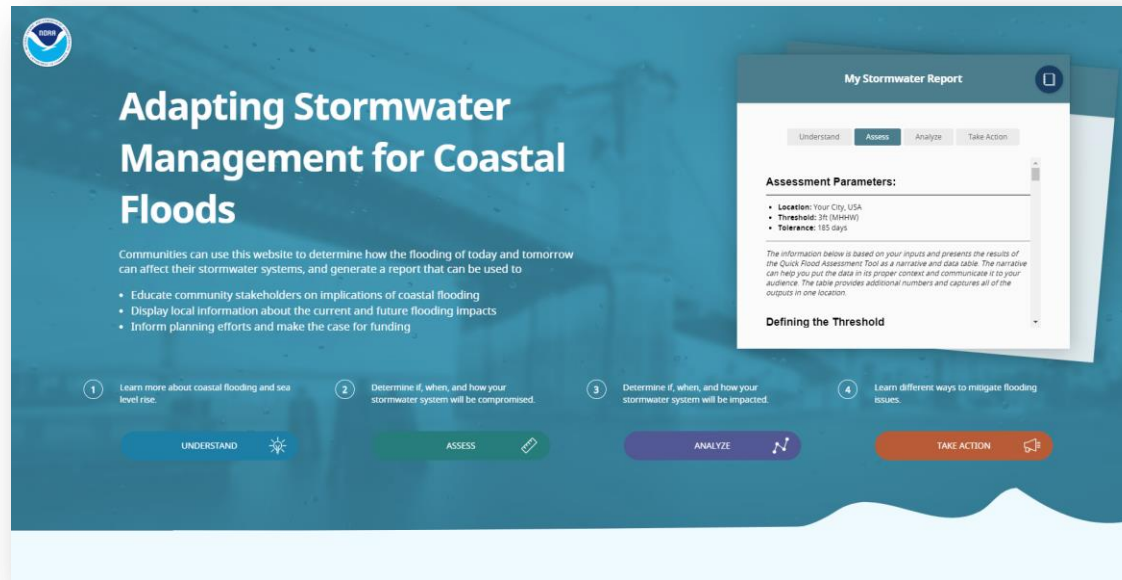 NOAA
Adapting Stormwater
Management for Coastal
Floods
Communities can use this website to determine how the flooding of today and tomorrow
can affect their stormwater systems, and generate a report that can be used to
• Educate community stakeholders on implications of coastal flooding
• Display local information about the current and future flooding impacts
• Inform planning efforts and make the case for funding
My Stormwater Report
Understand Assess Analyze Take Action
Assessment Parameters:
• Location: Your City, USA
• Threshold: 3ft (MHHW)
• Tolerance: 185 days
The information below is based on your inputs and presents the results of
the Quick Flood Assessment Tool as a narrative and data table. The narrative
can help you put the data in its proper context and communicate it to your
audience. The table provides additional numbers and captures all of the
outputs in one location.
Defining the Threshold
1 Learn more about coastal flooding and sea
level rise.
UNDERSTAND
2 Determine if, when, and how your
stormwater system will be compromised.
ASSESS
3 Determine if, when, and how your
stormwater system will be impacted.
ANALYZE
4 Learn different ways to mitigate flooding
issues.
TAKE ACTION